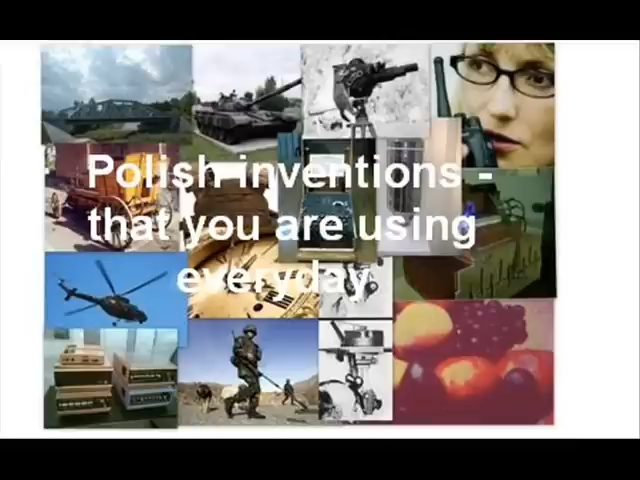 Polish inventions -
that you are using
everyday